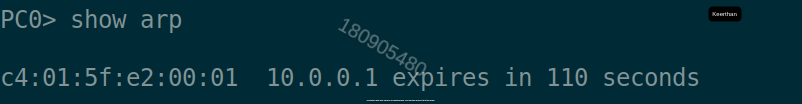 PC0> show arp
Keerthan
180905480
c4:01:5f:e2:00:01  10.0.0.1 expires in 110 seconds